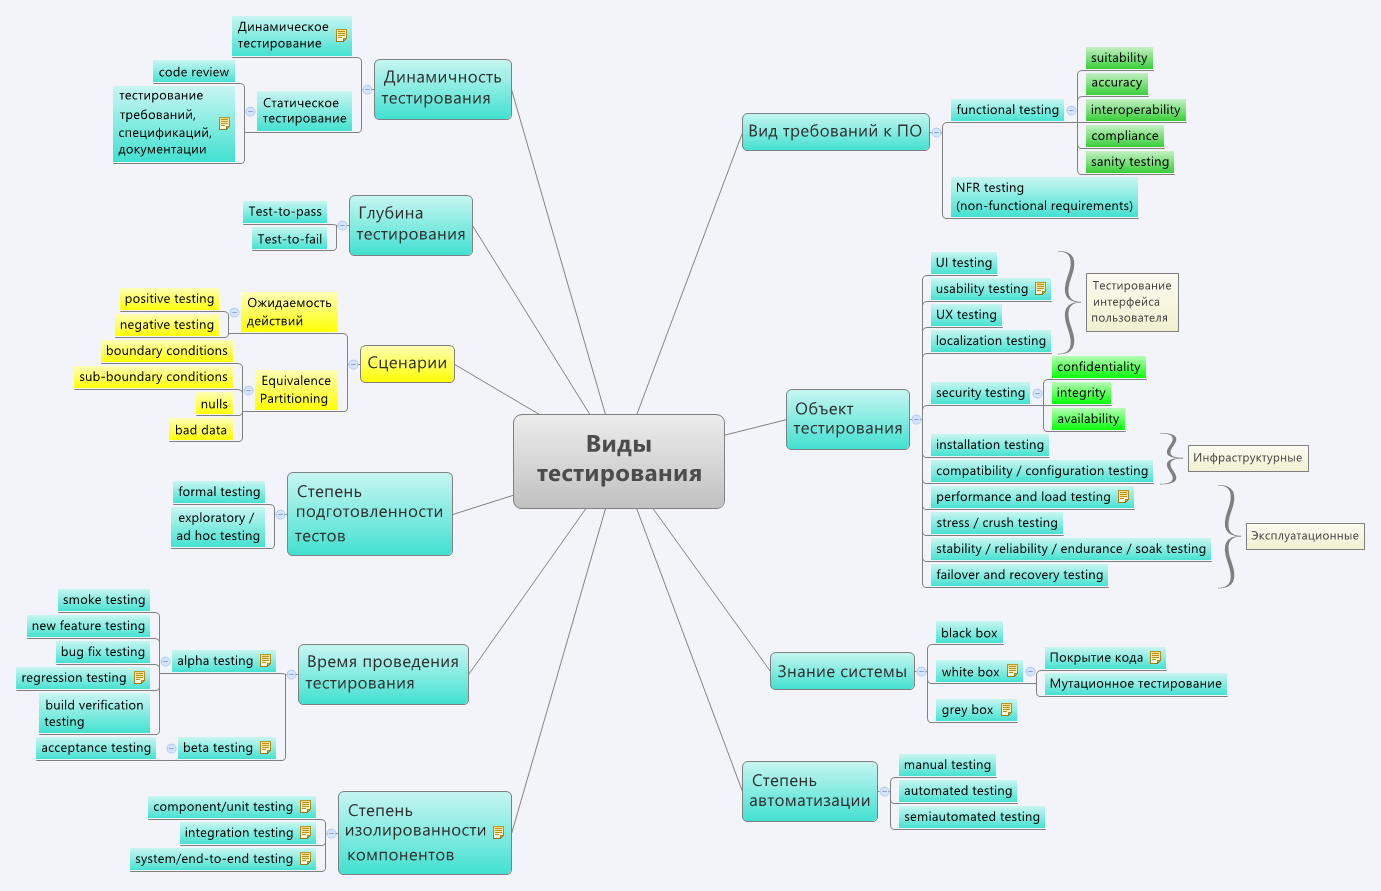 Виды
тестирования
Динамичность
тестирования
Динамическое
тестирование
Статическое
тестирование
code review
тестирование
требований,
спецификаций,
документации
Глубина
тестирования
Test-to-pass
Test-to-fail
Сценарии
Ожидаемость
действий
positive testing
negative testing
Equivalence
Partitioning
boundary conditions
sub-boundary conditions
nulls
bad data
Степень
подготовленности
тестов
formal testing
exploratory /
ad hoc testing
Время проведения
тестирования
alpha testing
smoke testing
new feature testing
bug fix testing
regression testing
build verification
testing
beta testing
acceptance testing
Степень
изолированности
компонентов
component/unit testing
integration testing
system/end-to-end testing
Вид требований к ПО
functional testing
suitability
accuracy
interoperability
compliance
sanity testing
NFR testing
(non-functional requirements)
Объект
тестирования
UI testing
usability testing
UX testing
localization testing
Тестирование
интерфейса
пользователя
security testing
confidentiality
integrity
availability
installation testing
compatibility / configuration testing
Инфраструктурные
performance and load testing
stress / crush testing
stability / reliability / endurance / soak testing
failover and recovery testing
Эксплуатационные
Знание системы
black box
white box
Покрытие кода
Мутационное тестирование
grey box
Степень
автоматизации
manual testing
automated testing
semiautomated testing